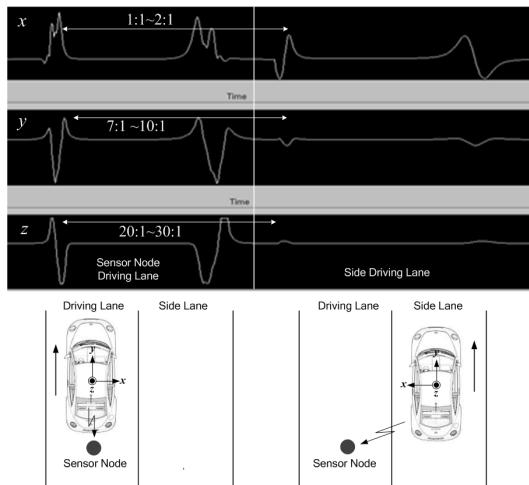 x
1:1~2:1
Time
y
7:1~10:1
Time
z
20:1~30:1
Sensor Node
Driving Lane
Side Driving Lane
Driving Lane
Side Lane
Driving Lane
Side Lane
y
x
z
Sensor Node
y
x
z
Sensor Node